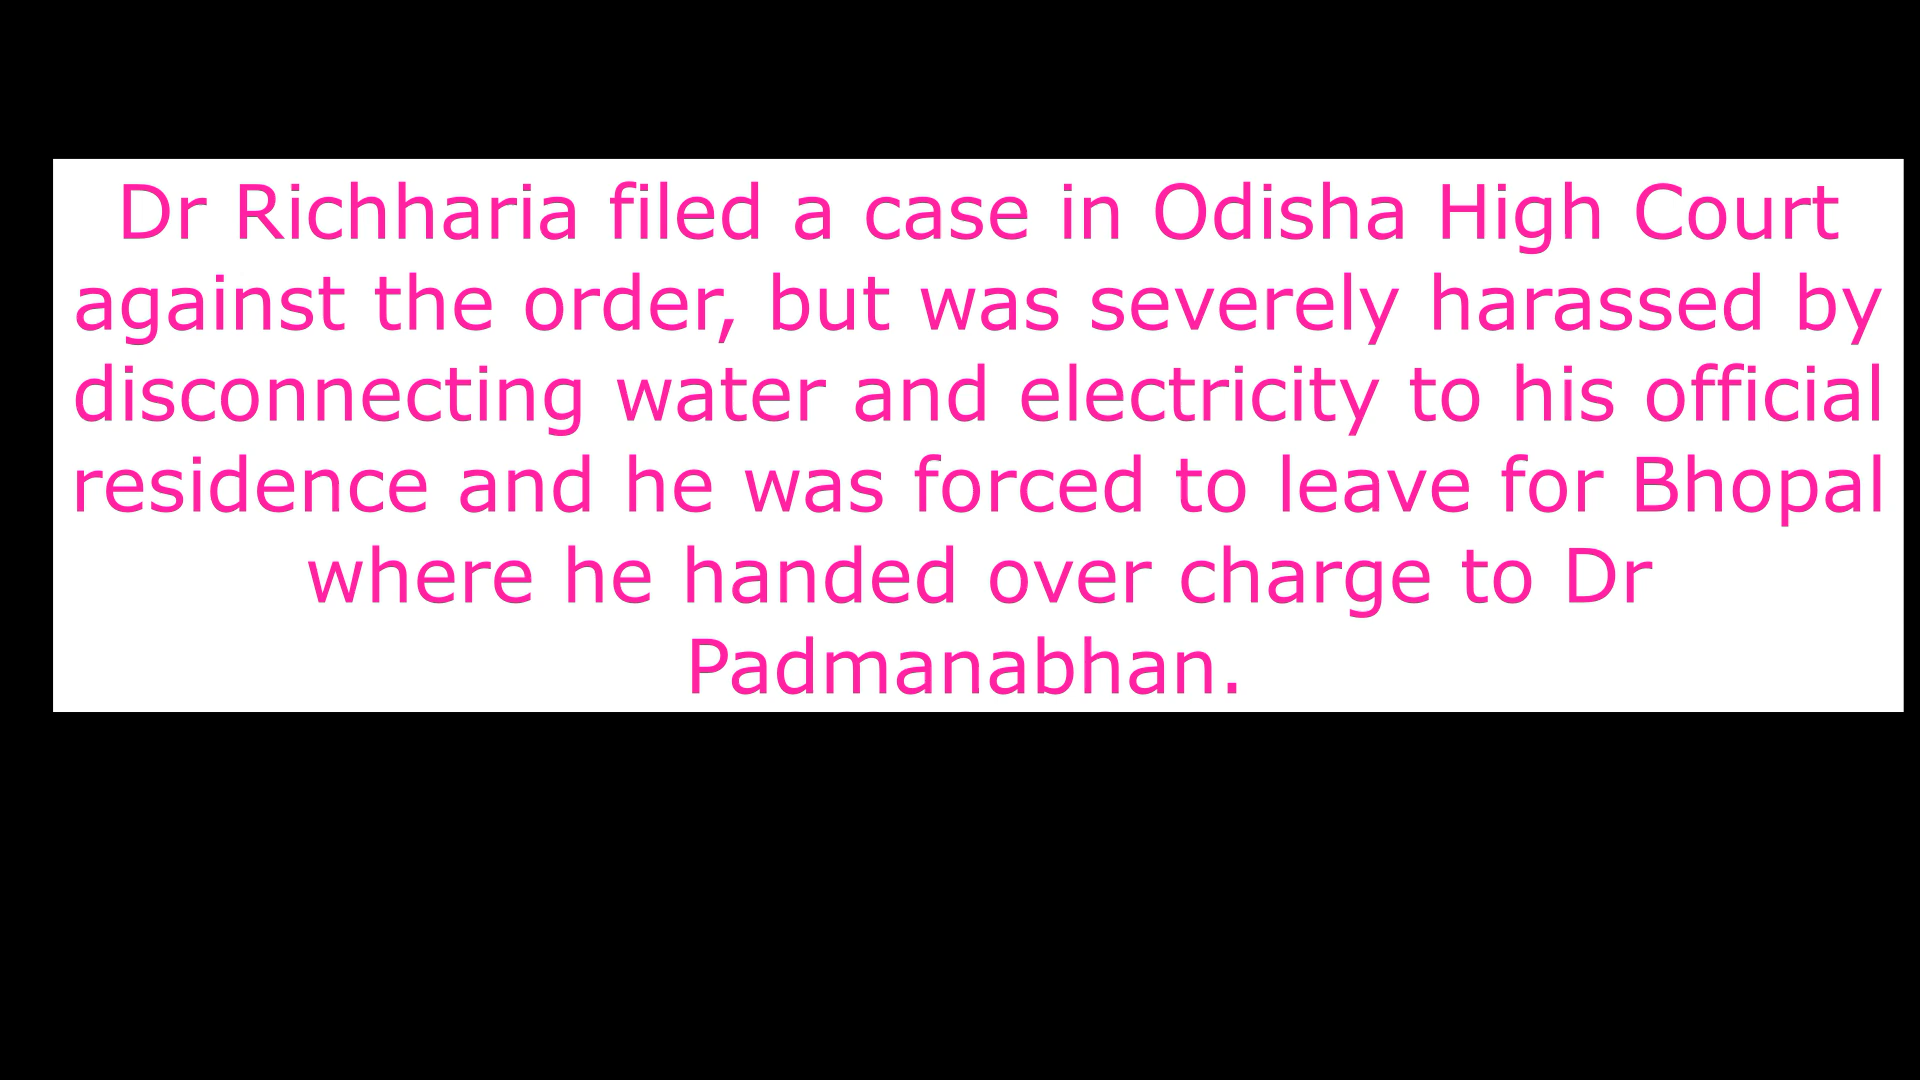 Dr Richharia filed a case in Odisha High Court
against the order, but was severely harassed by
disconnecting water and electricity to his official
residence and he was forced to leave for Bhopal
where he handed over charge to Dr
Padmanabhan.